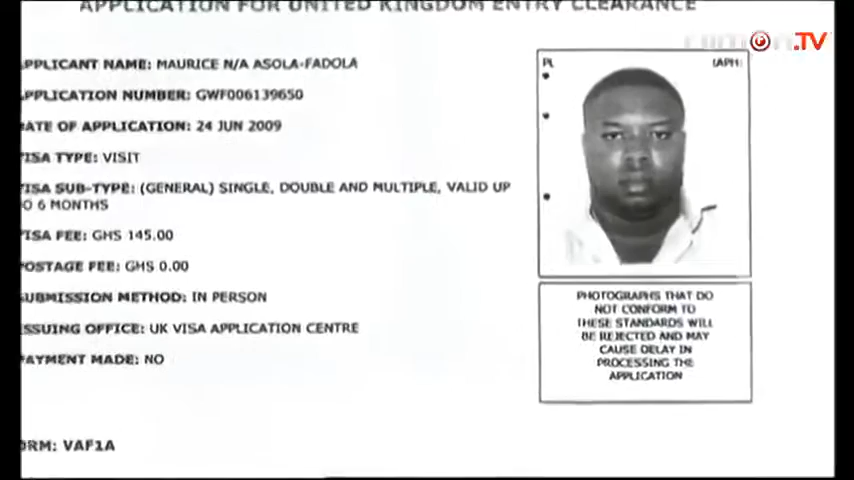 APPLICATION FOR UNITED KINGDOM ENTRY CLEARANCE
.TV
PPLICANT NAME: MAURICE N/A ASOLA-FADOLA
PPLICATION NUMBER: GWF006139650
ATE OF APPLICATION: 24 JUN 2009
ISA TYPE: VISIT
ISA SUB-TYPE: (GENERAL) SINGLE, DOUBLE AND MULTIPLE, VALID UP
O 6 MONTHS
ISA FEE: GHS 145.00
OSTAGE FEE: GHS 0.00
SUBMISSION METHOD: IN PERSON
SSUING OFFICE: UK VISA APPLICATION CENTRE
AYMENT MADE: NO
ORM: VAF1A
PL
(APH)
PHOTOGRAPHS THAT DO
NOT CONFORM TO
THESE STANDARDS WILL
BE REJECTED AND MAY
CAUSE DELAY IN
PROCESSING THE
APPLICATION